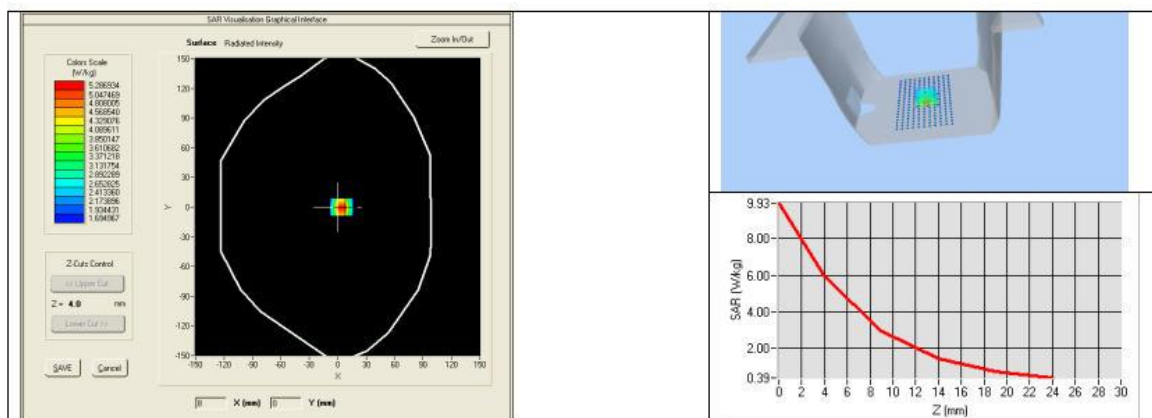 SAR Visualisation Graphical Interface
Surface Radiated Intensity
Zoom In/Out
Colors Scale
(W/kg)
5.286934
5.047469
4.808005
4.568540
4.329076
4.089611
3.850147
3.610682
3.371218
3.131754
2.892289
2.652825
2.413360
2.173896
1.934431
1.694967
Z-Cuts Control
<< Upper Cut
Z = 4.0 mm
Lower Cut >>
SAVE Cancel
150
120
90
60
30
0
-30
-60
-90
-120
-150
Y
-150 -120 -90 -60 -30 0 30 60 90 120 150
X
0 X (mm) 0 Y (mm)
9.93
8.00
6.00
4.00
2.00
0.39
SAR (W/kg)
0 2 4 6 8 10 12 14 16 18 20 22 24 26 28 30
Z (mm)